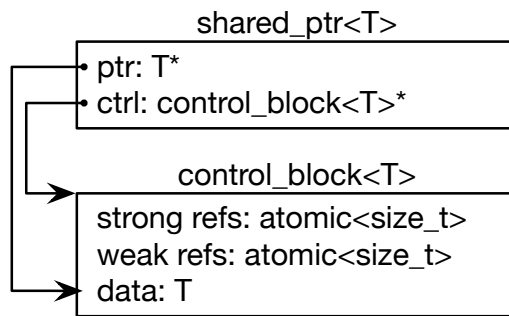 shared_ptr<T>
ptr: T*
ctrl: control_block<T>*
control_block<T>
strong refs: atomic<size_t>
weak refs: atomic<size_t>
data: T